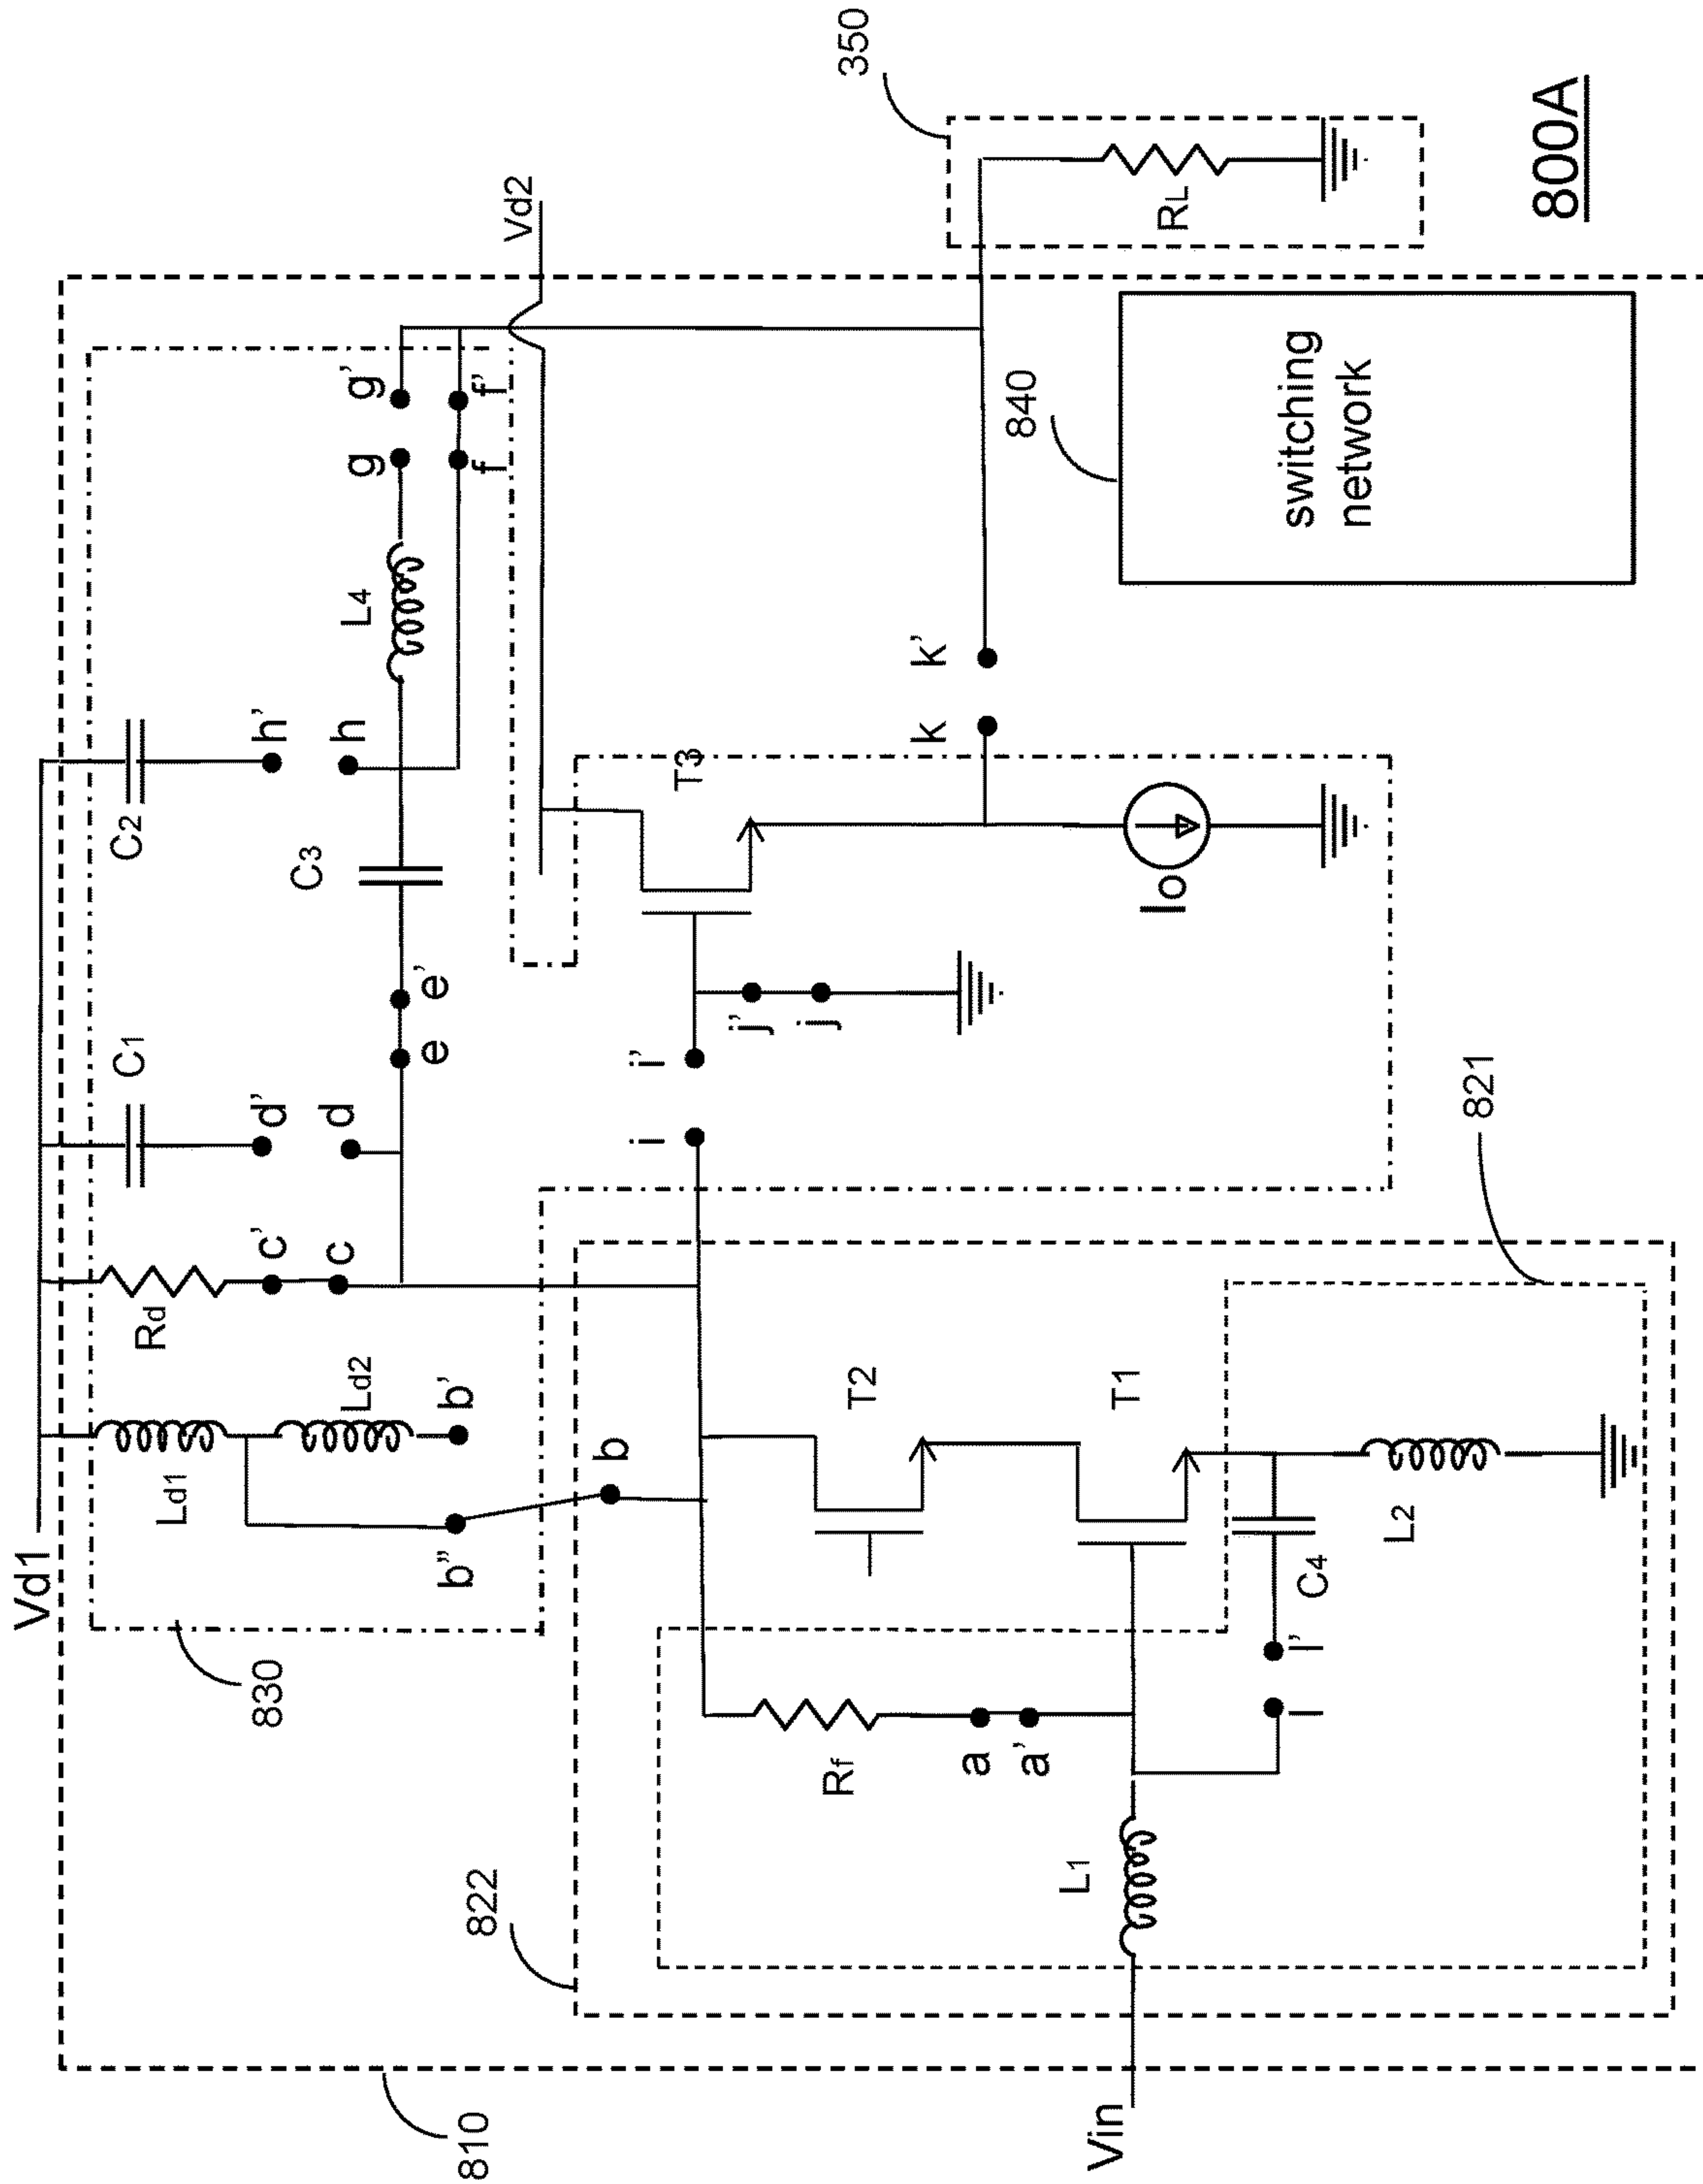 Vd1
830
810
Ld1
Ld2
b'
b''
b
Rd
c'
c
C1
d'
d
e
e'
C3
C2
h'
h
L4
g
g'
f
f'
Vd2
350
RL
800A
840
switching
network
k
k'
T3
Io
i
i'
j'
j
821
822
T2
T1
Rf
a
a'
L1
l
l'
C4
L2
Vin